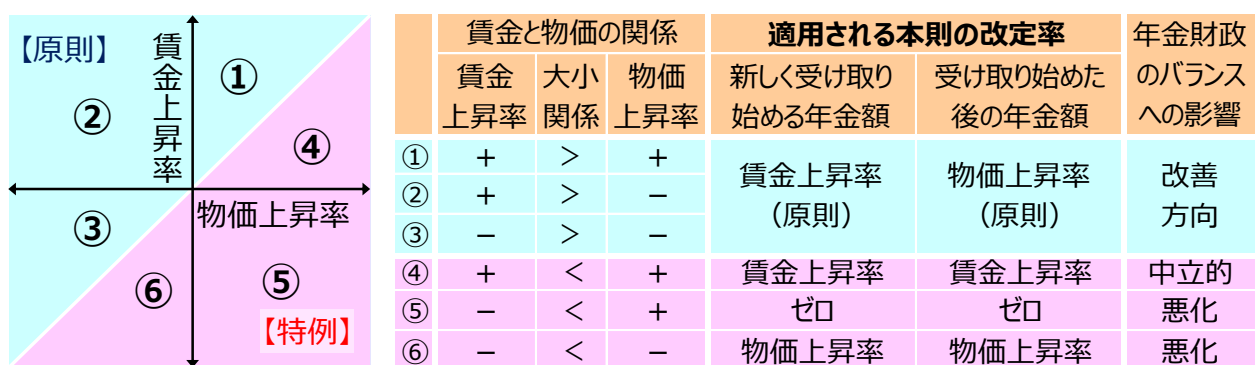 【原則】
賃金上昇率
①
②
④
物価上昇率
③
⑥
⑤
【特例】
賃金と物価の関係 適用される本則の改定率 年金財政のバランスへの影響
賃金上昇率 大小関係 物価上昇率 新しく受け取り始める年金額 受け取り始めた後の年金額
① + > + 賃金上昇率（原則） 物価上昇率（原則） 改善方向
② + > −
③ − > −
④ + < + 賃金上昇率 賃金上昇率 中立的
⑤ − < + ゼロ ゼロ 悪化
⑥ − < − 物価上昇率 物価上昇率 悪化